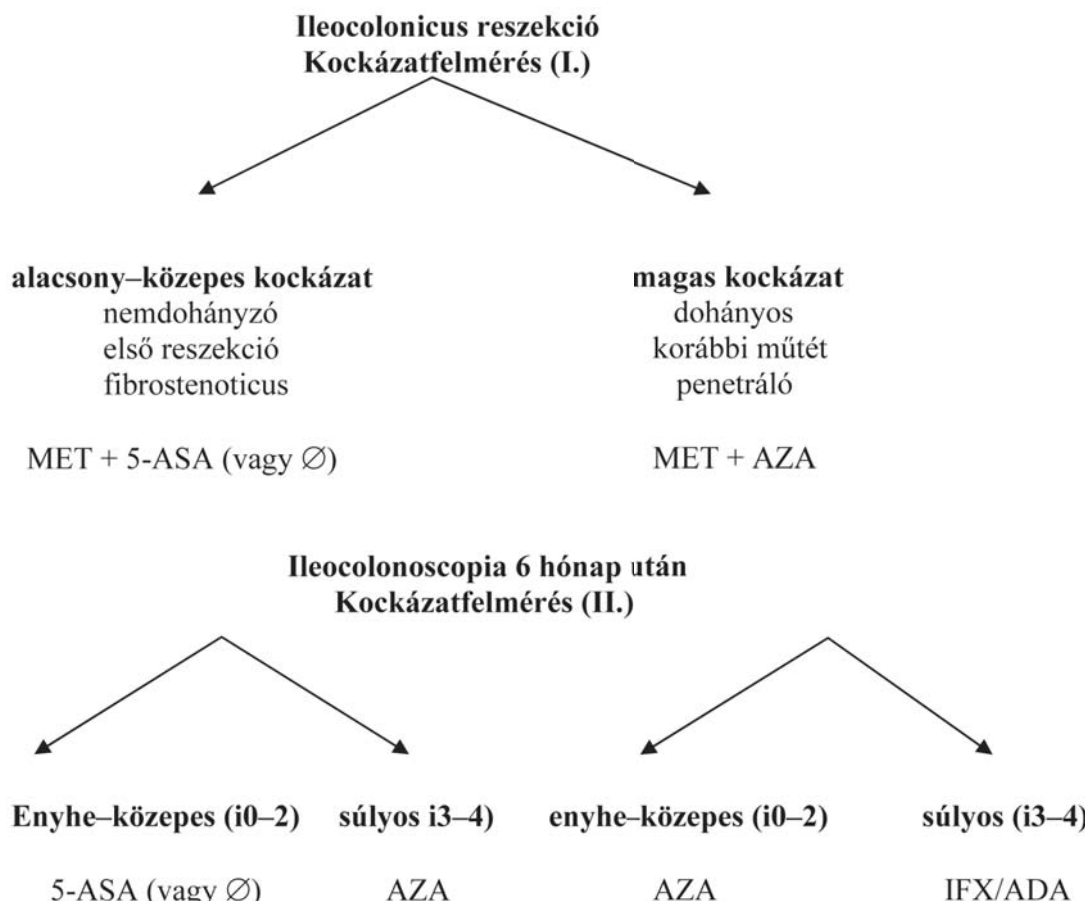 Ileocolonicus reszekció
Kockázatfelmérés (I.)
alacsony–közepes kockázat
nemdohányzó
első reszekció
fibrostenoticus
MET + 5-ASA (vagy ∅)
magas kockázat
dohányos
korábbi műtét
penetráló
MET + AZA
Ileocolonoscopia 6 hónap után
Kockázatfelmérés (II.)
Enyhe–közepes (i0–2)
súlyos i3–4)
enyhe–közepes (i0–2)
súlyos (i3–4)
5-ASA (vagy ∅)
AZA
AZA
IFX/ADA